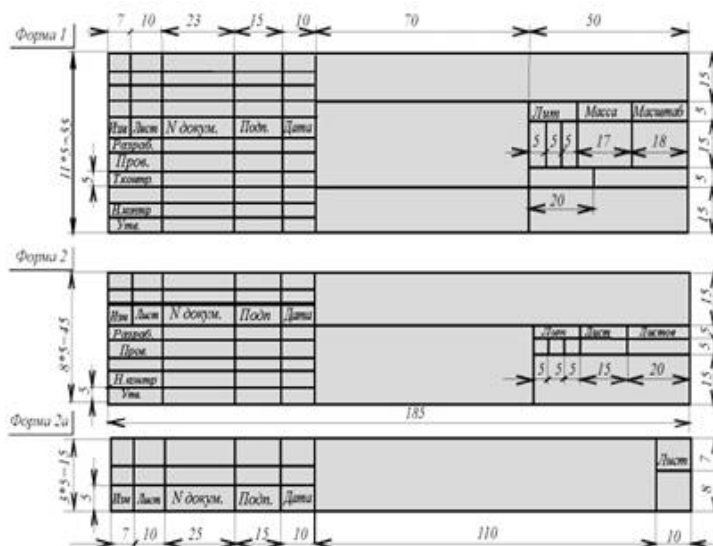 7 10 23 15 10 70 50
Форма 1
15
Лит Масса Масштаб 5
Изм Лист N докум. Подп. Дата
5 5 5 17 18 15
Разраб.
Пров.
5 Т.контр 5
11*5=55
20
Н.контр 15
Утв.
Форма 2
15
Изм Лист N докум. Подп Дата
Разраб. Лит Лист Листов 5
Пров. 5
8*5=45
5 5 5 15 20 15
5 Н.контр
Утв.
185
Форма 2а
Лист 7
3*5=15
5 Изм Лист N докум. Подп. Дата 8
7 10 25 15 10 110 10